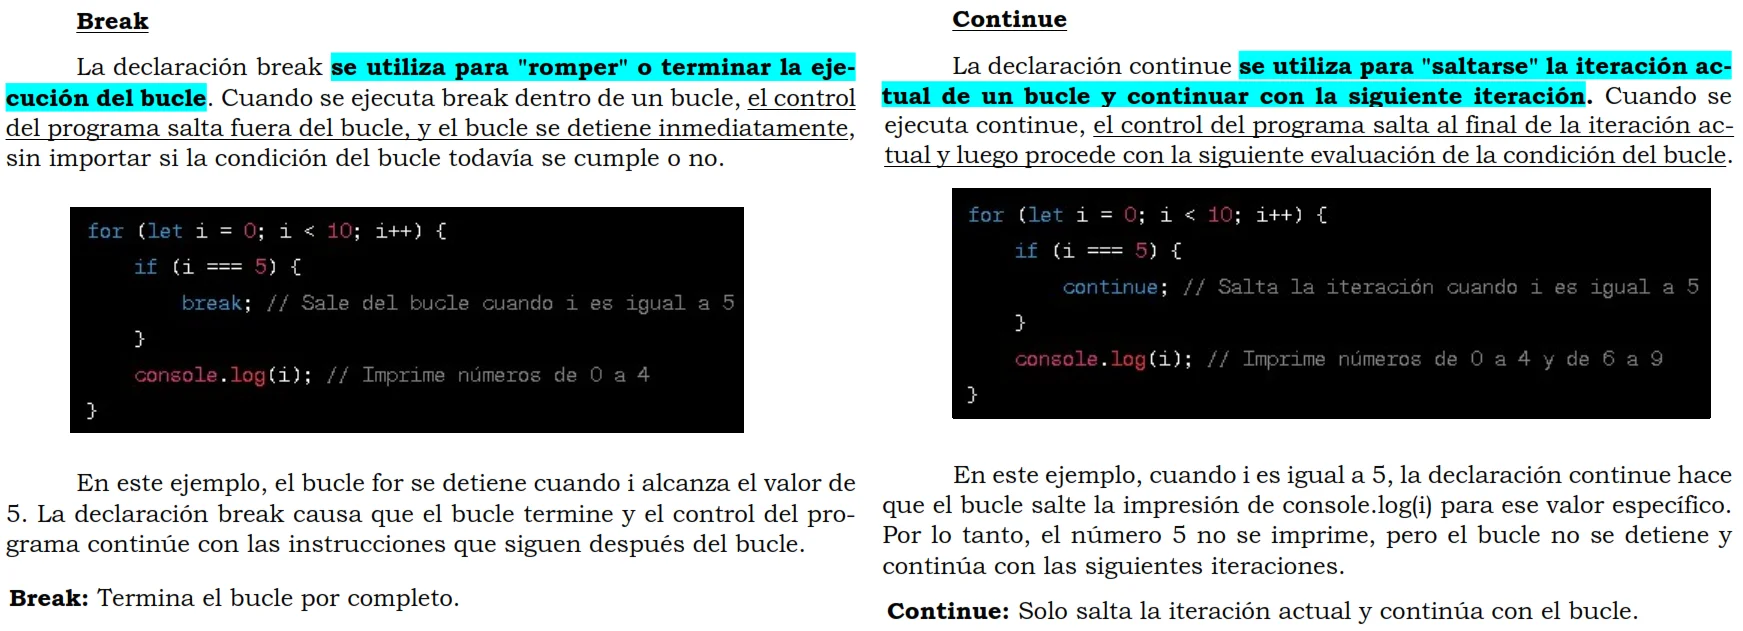 Break
La declaración break se utiliza para "romper" o terminar la eje-
cución del bucle. Cuando se ejecuta break dentro de un bucle, el control
del programa salta fuera del bucle, y el bucle se detiene inmediatamente,
sin importar si la condición del bucle todavía se cumple o no.
for (let i = 0; i < 10; i++) {
if (i === 5) {
break; // Sale del bucle cuando i es igual a 5
}
console.log(i); // Imprime números de 0 a 4
}
En este ejemplo, el bucle for se detiene cuando i alcanza el valor de
5. La declaración break causa que el bucle termine y el control del pro-
grama continúe con las instrucciones que siguen después del bucle.
Break: Termina el bucle por completo.
Continue
La declaración continue se utiliza para "saltarse" la iteración ac-
tual de un bucle y continuar con la siguiente iteración. Cuando se
ejecuta continue, el control del programa salta al final de la iteración ac-
tual y luego procede con la siguiente evaluación de la condición del bucle.
for (let i = 0; i < 10; i++) {
if (i === 5) {
continue; // Salta la iteración cuando i es igual a 5
}
console.log(i); // Imprime números de 0 a 4 y de 6 a 9
}
En este ejemplo, cuando i es igual a 5, la declaración continue hace
que el bucle salte la impresión de console.log(i) para ese valor específico.
Por lo tanto, el número 5 no se imprime, pero el bucle no se detiene y
continúa con las siguientes iteraciones.
Continue: Solo salta la iteración actual y continúa con el bucle.